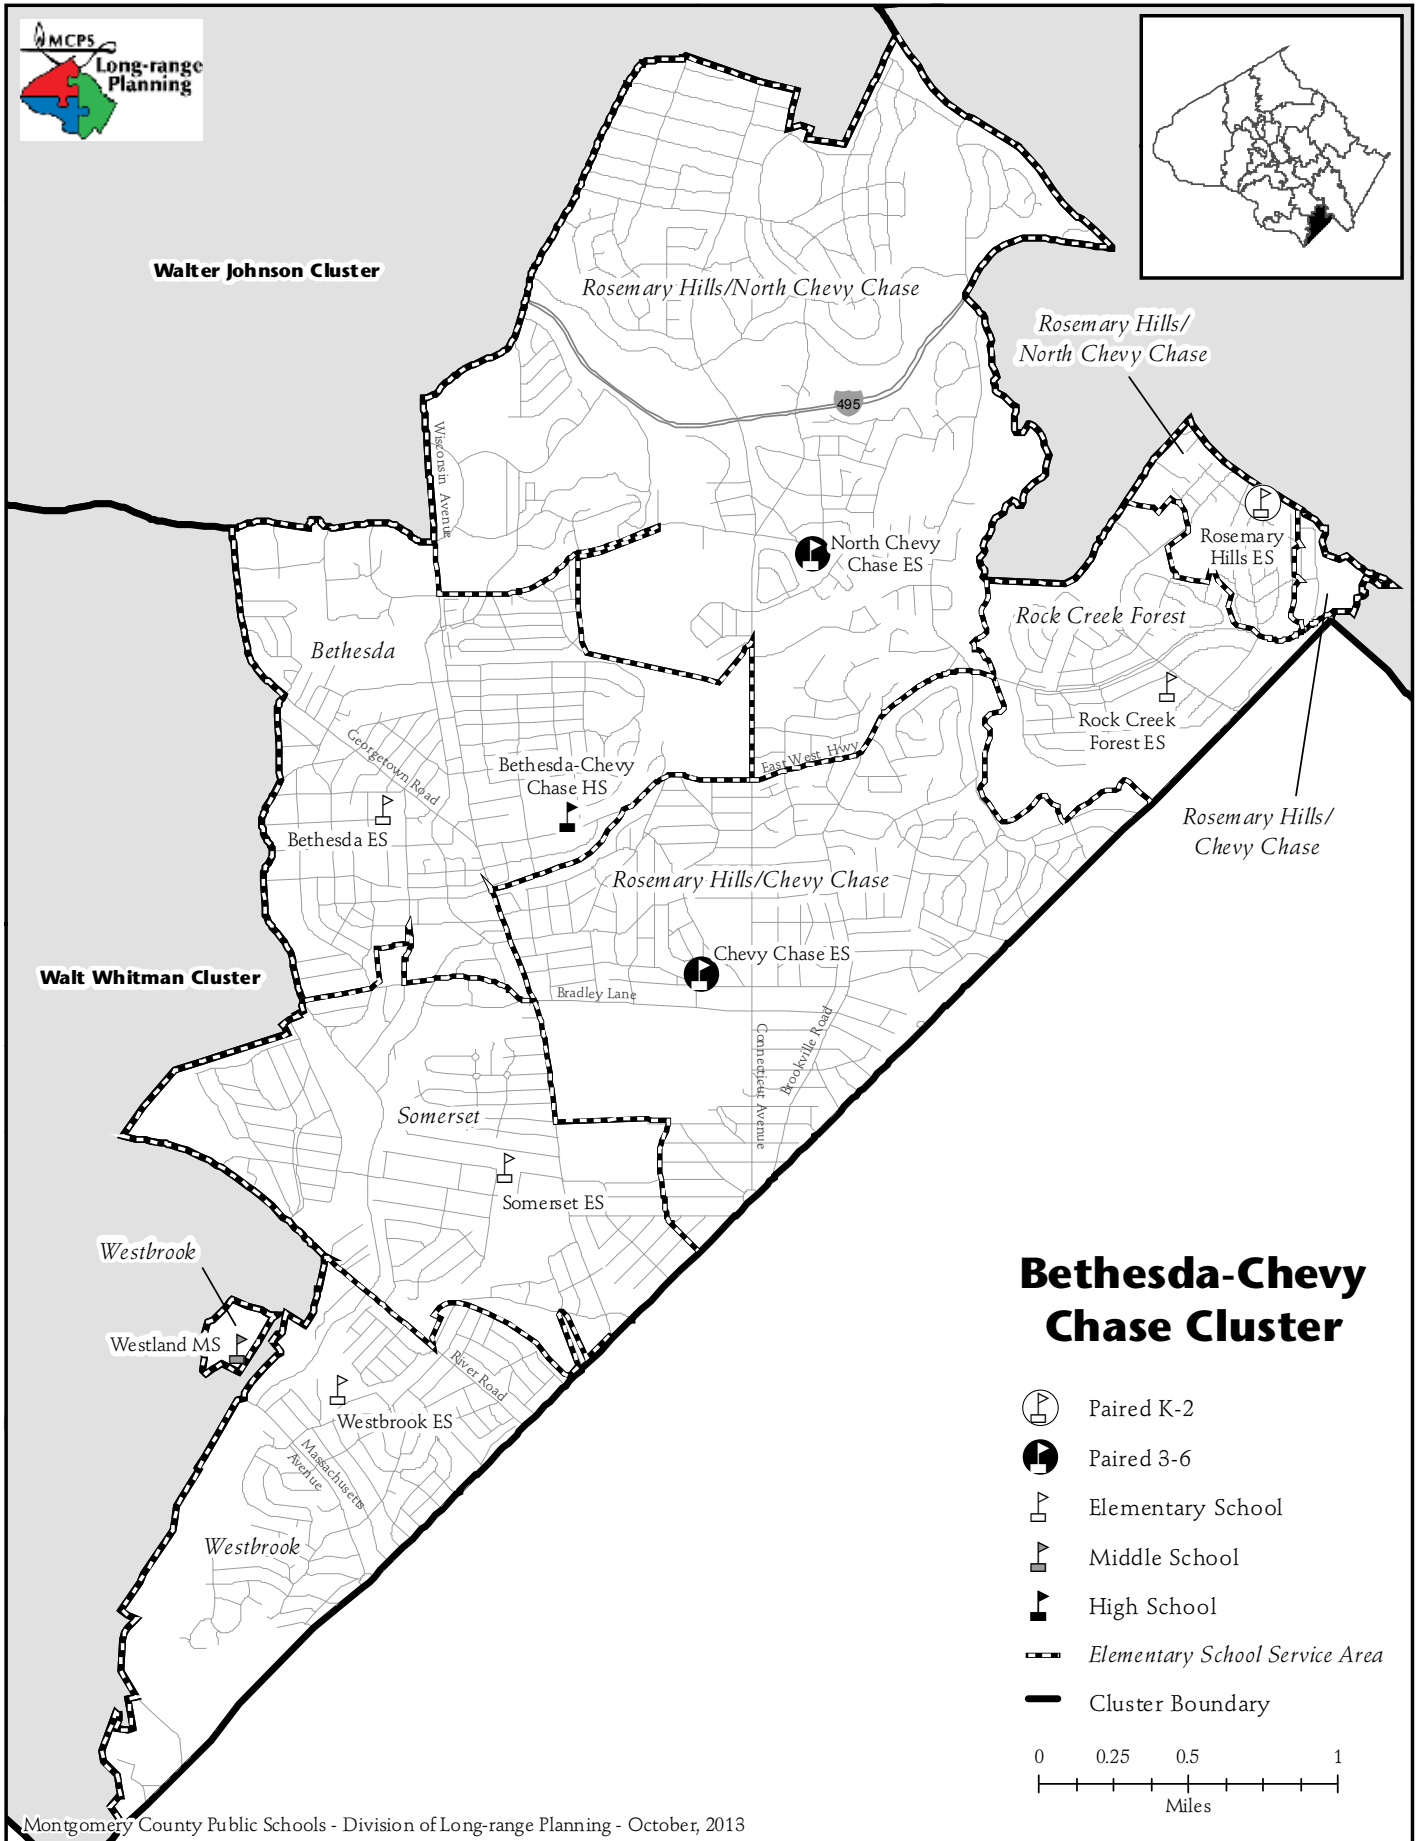 MCPS
Long-range
Planning
Walter Johnson Cluster
Rosemary Hills/North Chevy Chase
Rosemary Hills/
North Chevy Chase
495
Wisconsin Avenue
North Chevy
Chase ES
Rosemary
Hills ES
Rock Creek Forest
Bethesda
Rock Creek
Forest ES
Georgetown Road
Bethesda-Chevy
Chase HS
East West Hwy
Bethesda ES
Rosemary Hills/
Chevy Chase
Rosemary Hills/Chevy Chase
Chevy Chase ES
Walt Whitman Cluster
Bradley Lane
Connecticut Avenue
Brookville Road
Somerset
Somerset ES
Westbrook
Westland MS
River Road
Westbrook ES
Massachusetts
Avenue
Westbrook
Bethesda-Chevy
Chase Cluster
Paired K-2
Paired 3-6
Elementary School
Middle School
High School
Elementary School Service Area
Cluster Boundary
0 0.25 0.5 1
Miles
Montgomery County Public Schools - Division of Long-range Planning - October, 2013